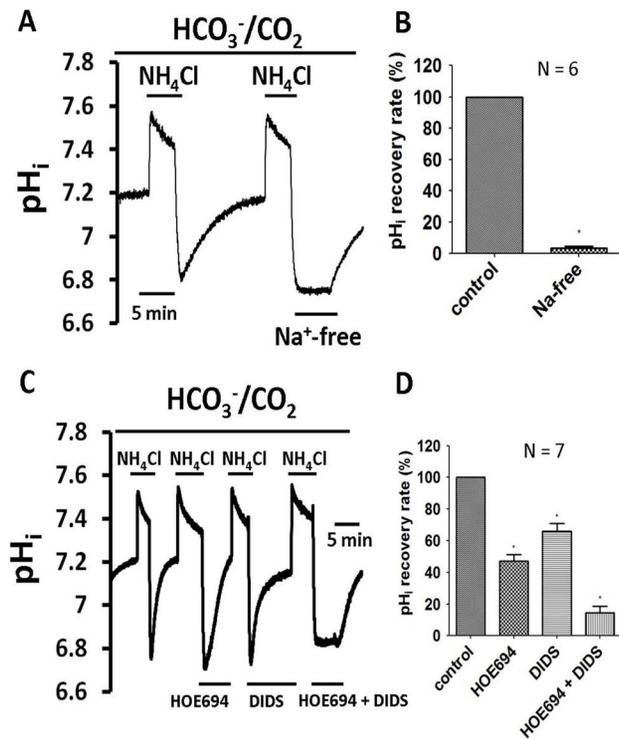 A
HCO₃⁻/CO₂
NH₄Cl NH₄Cl
7.8
7.6
7.4
7.2
7
6.8
6.6
pHᵢ
5 min
Na⁺-free
B
N = 6
pHᵢ recovery rate (%)
120
100
80
60
40
20
0
*
control
Na-free
C
HCO₃⁻/CO₂
NH₄Cl NH₄Cl NH₄Cl NH₄Cl
7.8
7.6
7.4
7.2
7
6.8
6.6
pHᵢ
5 min
HOE694 DIDS HOE694 + DIDS
D
N = 7
pHᵢ recovery rate (%)
120
100
80
60
40
20
0
* * *
control
HOE694
DIDS
HOE694 + DIDS